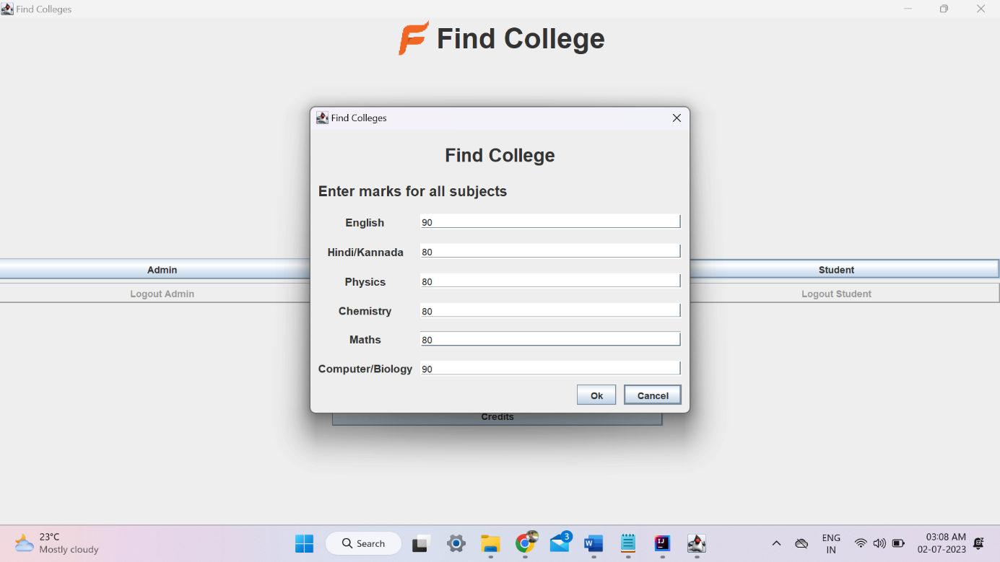 Find Colleges
Find College
Find Colleges
Find College
Enter marks for all subjects
English 90
Hindi/Kannada 80
Physics 80
Chemistry 80
Maths 80
Computer/Biology 90
Ok Cancel
Admin Student
Logout Admin Logout Student
Credits
23°C
Mostly cloudy
Search
3
IJ
ENG
IN
03:08 AM
02-07-2023